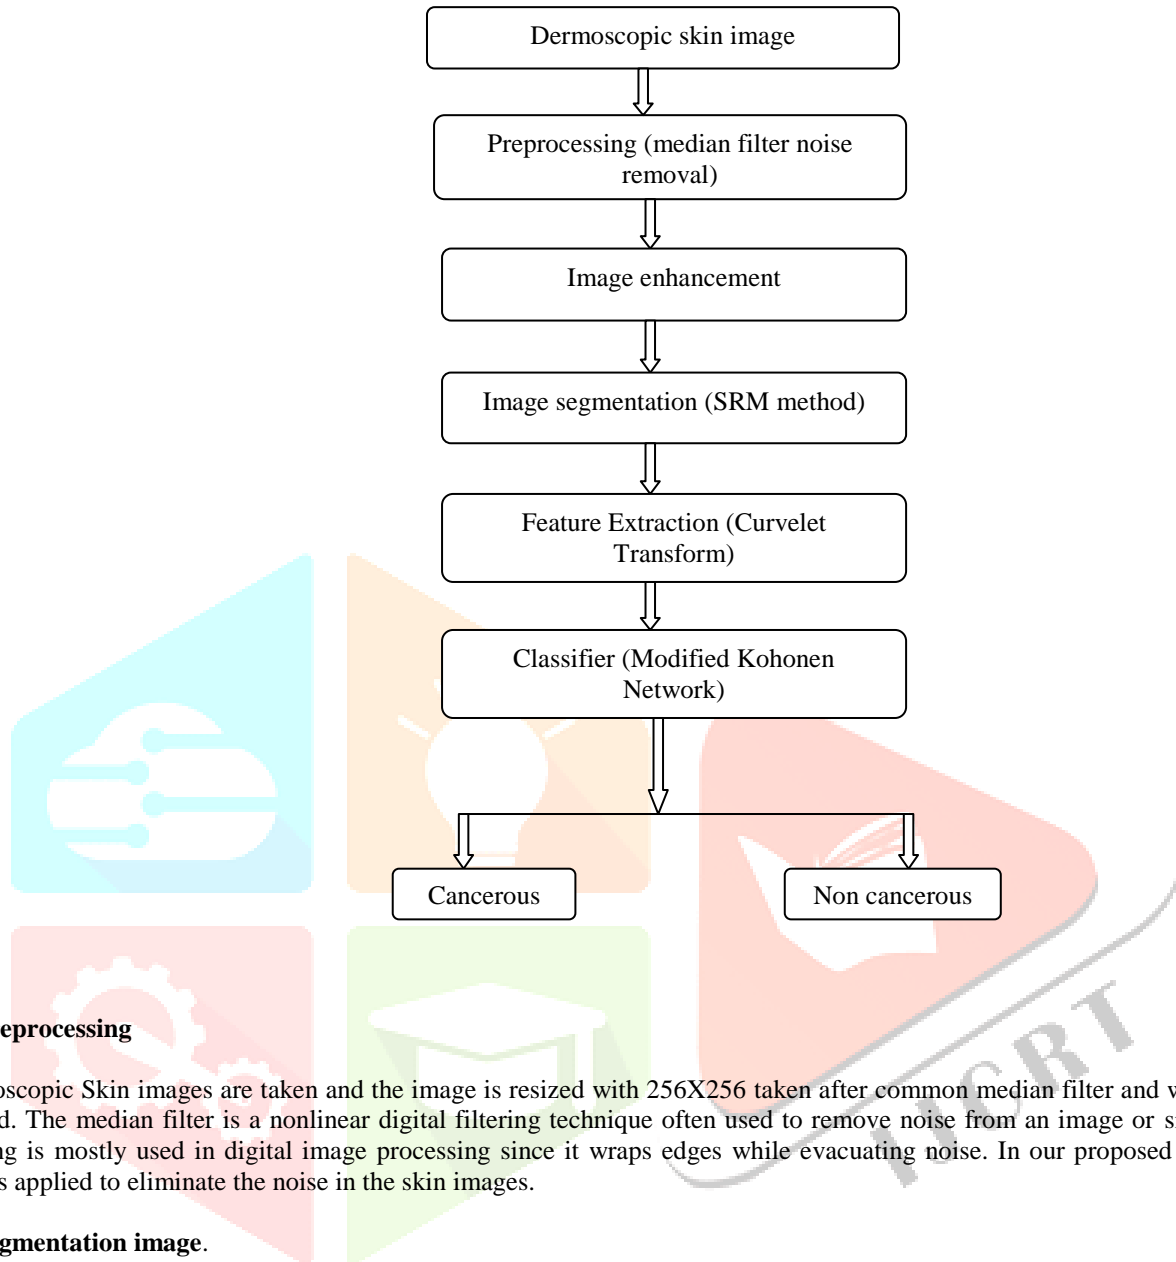 Dermoscopic skin image
Preprocessing (median filter noise
removal)
Image enhancement
Image segmentation (SRM method)
Feature Extraction (Curvelet
Transform)
Classifier (Modified Kohonen
Network)
Cancerous
Non cancerous
IJCRT
eprocessing
oscopic Skin images are taken and the image is resized with 256X256 taken after common median filter and w
d. The median filter is a nonlinear digital filtering technique often used to remove noise from an image or si
ng is mostly used in digital image processing since it wraps edges while evacuating noise. In our proposed
s applied to eliminate the noise in the skin images.
gmentation image.